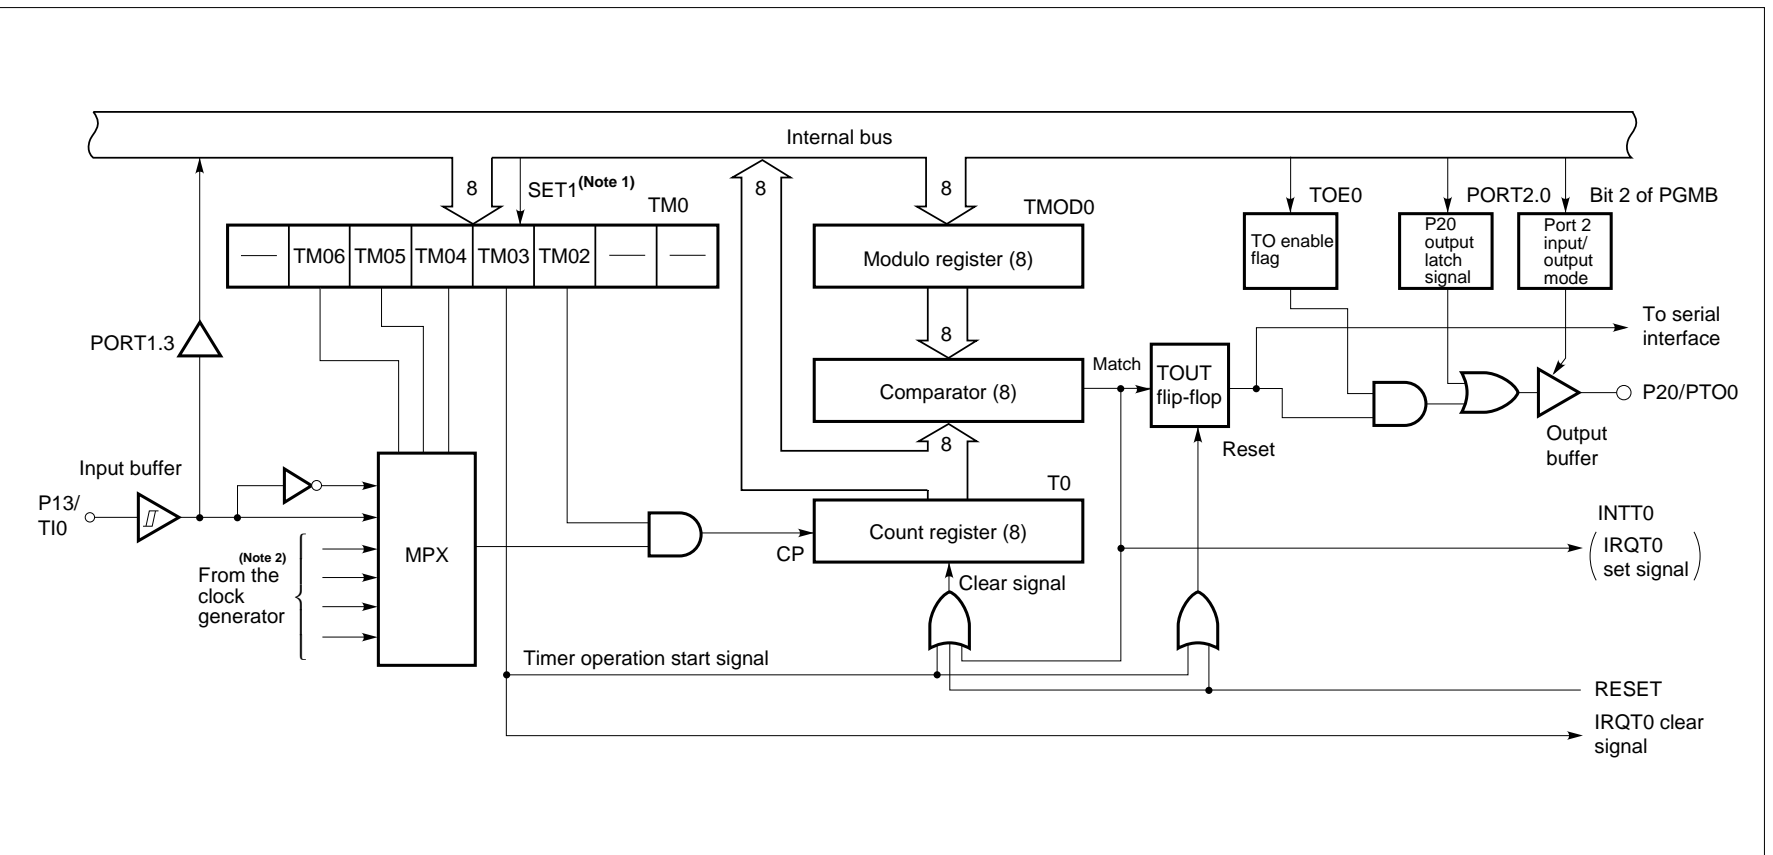 Internal bus
8
SET1(Note 1)
TM0
8
8
TMOD0
TOE0
PORT2.0
Bit 2 of PGMB
TM06
TM05
TM04
TM03
TM02
Modulo register (8)
TO enable
flag
P20
output
latch
signal
Port 2
input/
output
mode
PORT1.3
8
To serial
interface
Match
Comparator (8)
TOUT
flip-flop
P20/PTO0
Output
buffer
8
Reset
Input buffer
P13/
TI0
T0
MPX
Count register (8)
CP
INTT0
(IRQT0
set signal)
(Note 2)
From the
clock
generator
Clear signal
Timer operation start signal
RESET
IRQT0 clear
signal